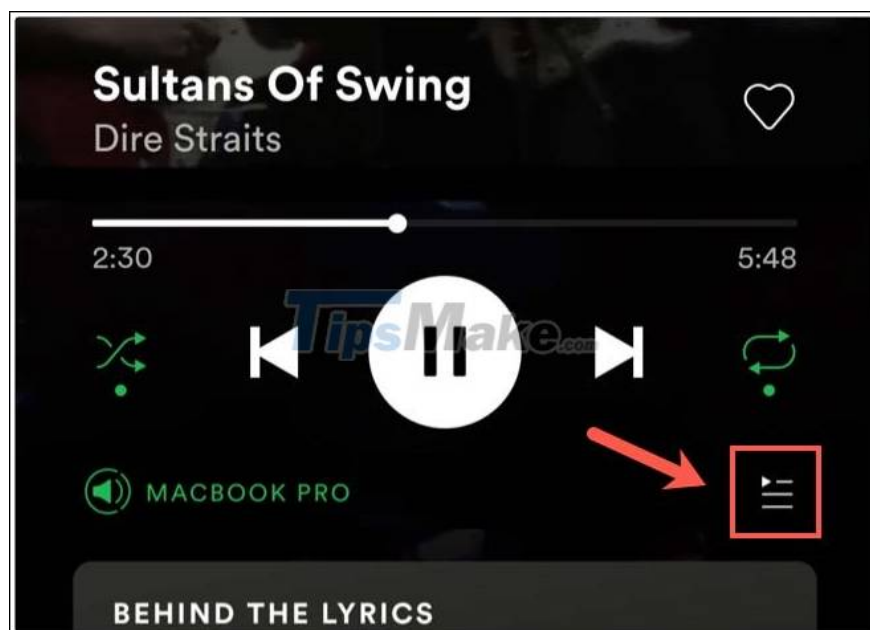 Sultans Of Swing
Dire Straits
2:30
5:48
TipsMake.com
MACBOOK PRO
BEHIND THE LYRICS